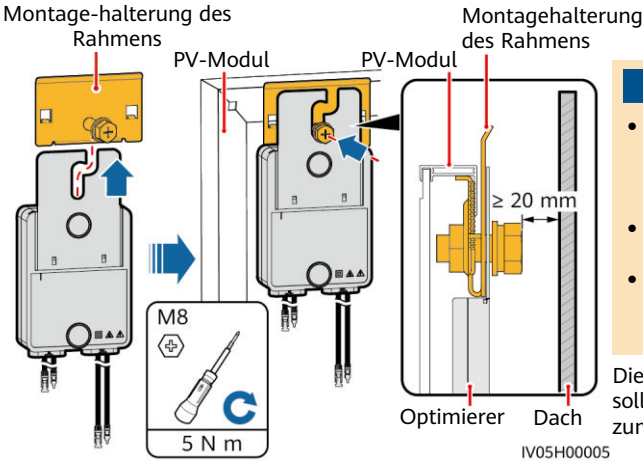 Montage-halterung des
Rahmens
PV-Modul
PV-Modul
Montagehalterung
des Rahmens
≥ 20 mm
M8
5 N m
Optimierer
Dach
IV05H00005
Die
soll